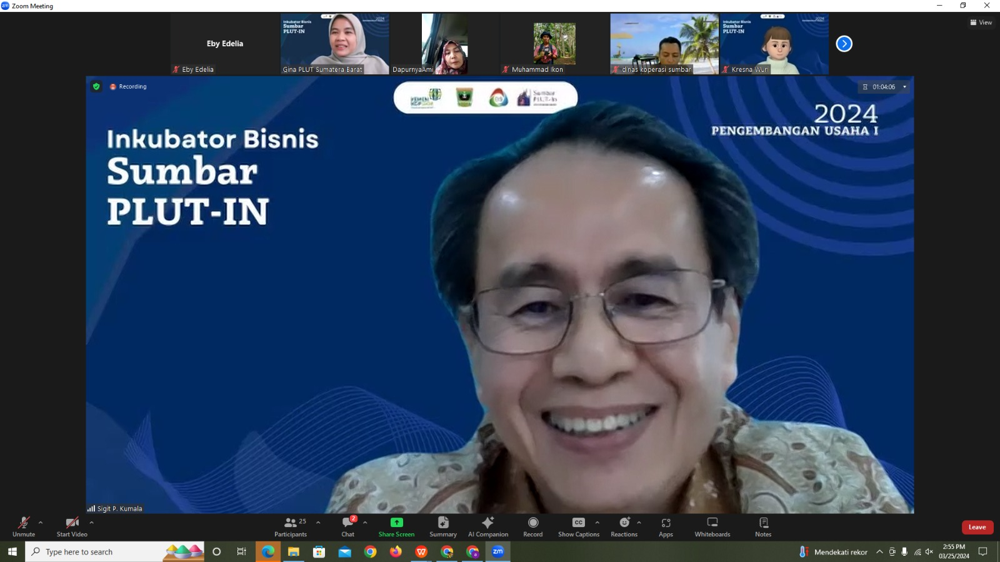 Zoom Meeting
Eby Edelia
Eby Edelia
Inkubator Bisnis
Sumbar
PLUT-IN
2024
Gina PLUT Sumatera Barat
DapurnyaAmi
Muhammad Ikon
dinas koperasi sumbar
Inkubator Bisnis
Sumbar
PLUT-IN
Kresna Wuri
View
Recording
01:04:06
Sumbar
PLUT-In
2024
PENGEMBANGAN USAHA I
Inkubator Bisnis
Sumbar
PLUT-IN
Sigit P. Kumala
Unmute
Start Video
25
Participants
2
Chat
Share Screen
Summary
AI Companion
Record
CC
Show Captions
Reactions
Apps
Whiteboards
Notes
Leave
Type here to search
zm
Mendekati rekor
2:55 PM
03/25/2024